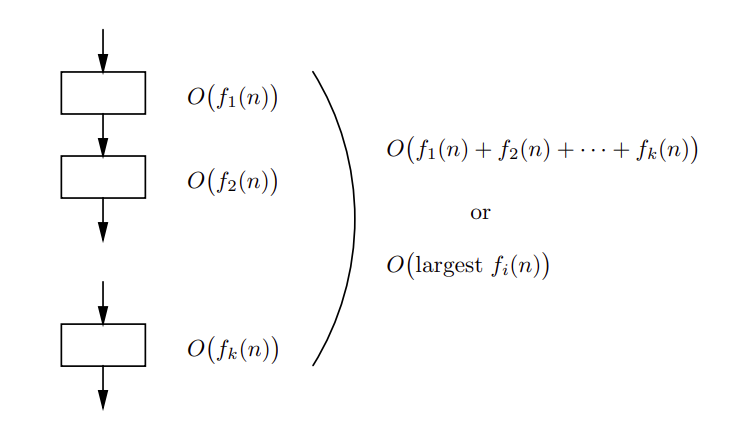 O(f₁(n))
O(f₂(n))
O(fₖ(n))
O(f₁(n) + f₂(n) + ··· + fₖ(n))
or
O(largest fᵢ(n))